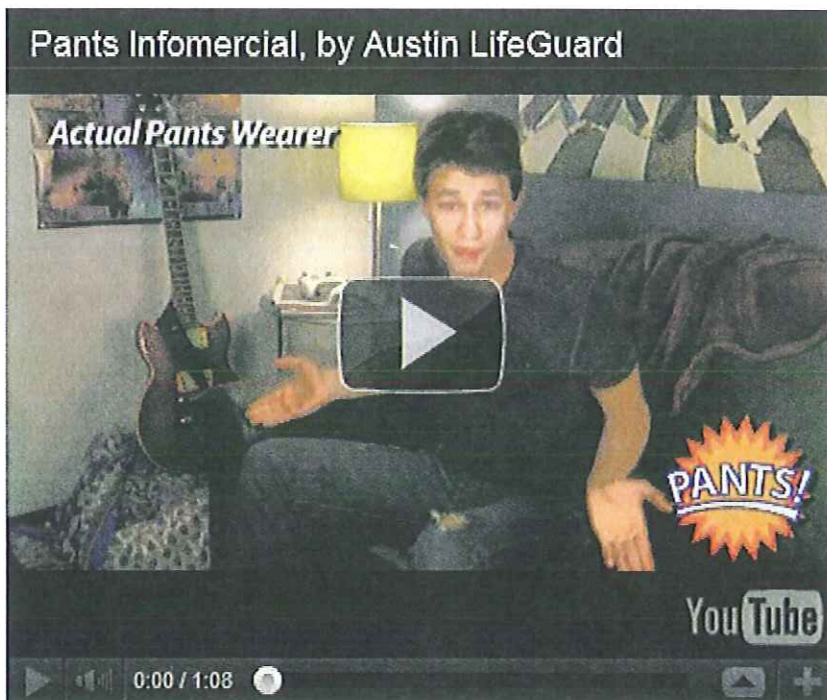 Pants Infomercial, by Austin LifeGuard
Actual Pants Wearer
PANTS!
YouTube
0:00 / 1:08